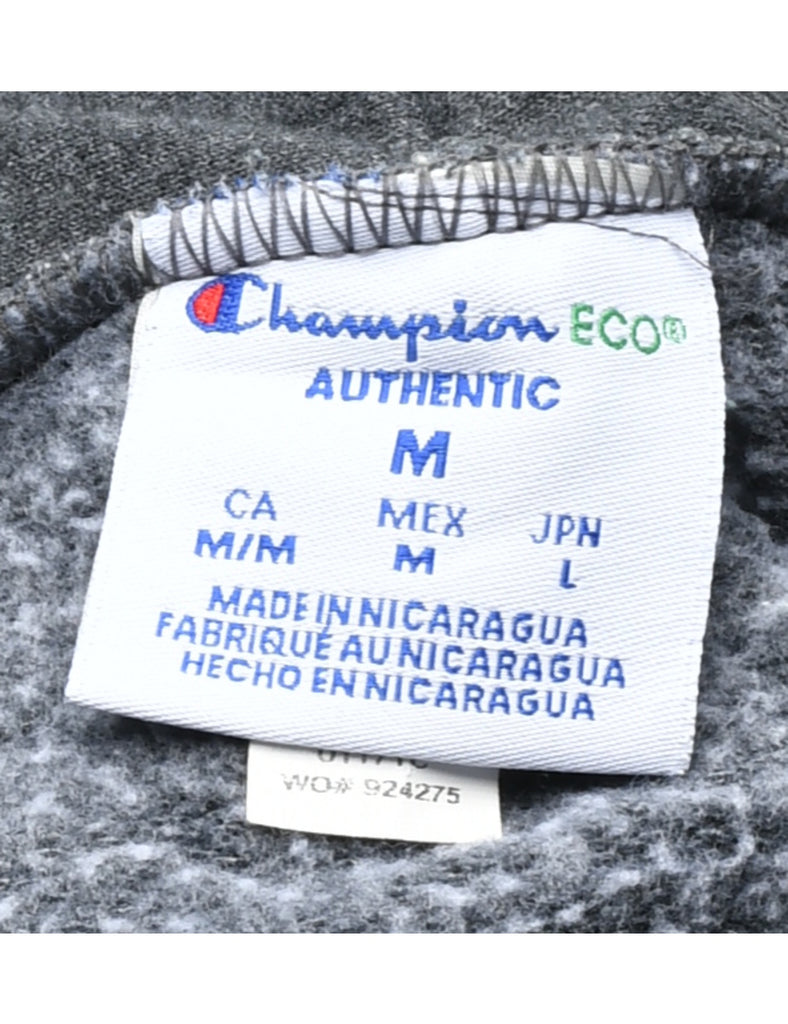 Champion ECO®
AUTHENTIC
M
CA MEX JPN
M/M M L
MADE IN NICARAGUA
FABRIQUÉ AU NICARAGUA
HECHO EN NICARAGUA
WO# 924275